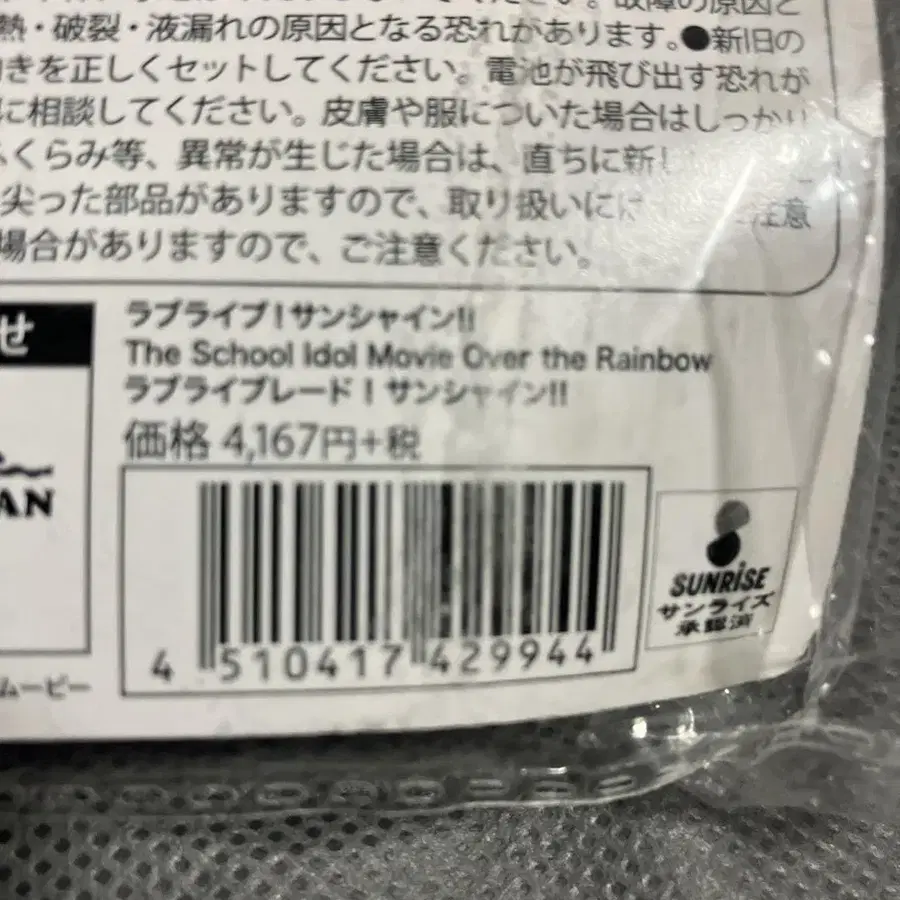 熱・破裂・液漏れの原因となる恐れがあります。●新旧の
きを正しくセットしてください。電池が飛び出す恐れが
に相談してください。皮膚や服についた場合はしっかり
くらみ等、異常が生じた場合は、直ちに新し
尖った部品がありますので、取り扱いには 注意
場合がありますので、ご注意ください。
せ
AN
ムービー
ラブライブ!サンシャイン!!
The School Idol Movie Over the Rainbow
ラブライブレード!サンシャイン!!
価格 4,167円+税
4 510417 429944
SUNRISE
サンライズ
承認済